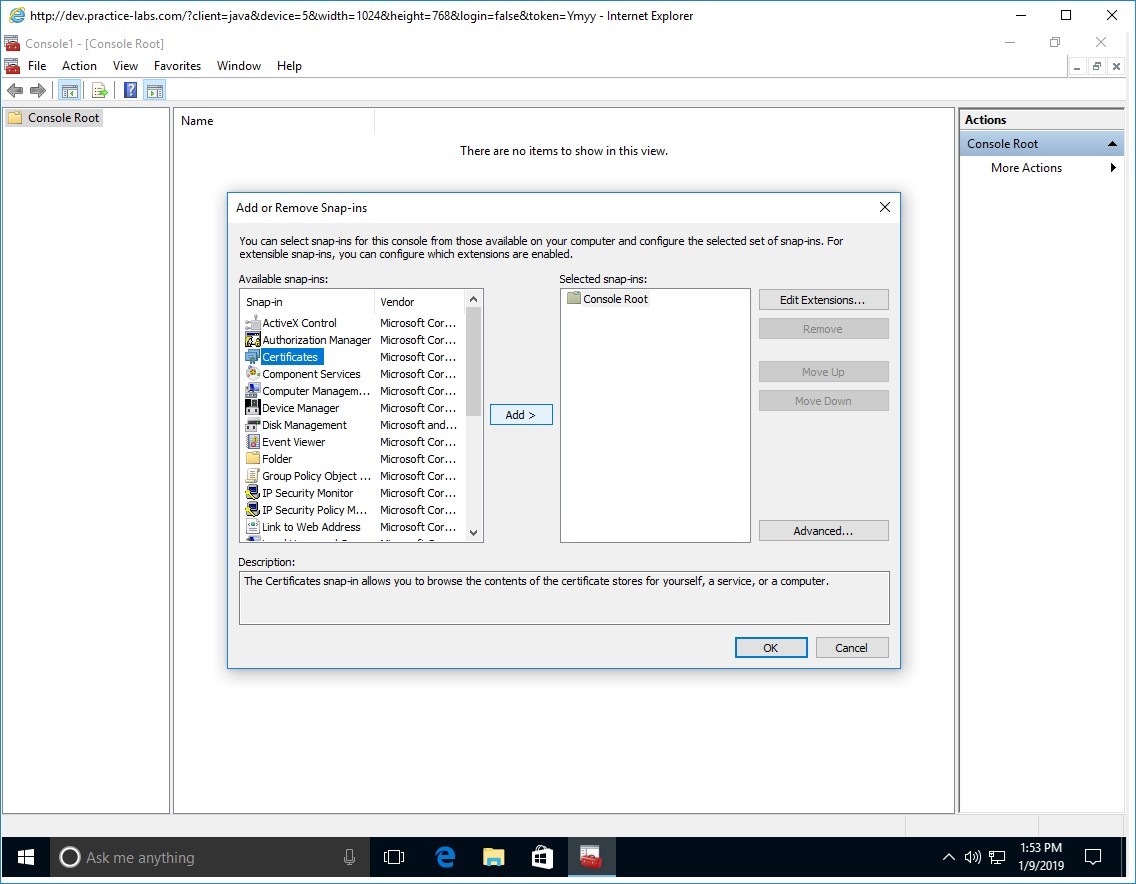 http://dev.practice-labs.com/?client=java&device=5&width=1024&height=768&login=false&token=Ymyy - Internet Explorer
Console1 - [Console Root]
File Action View Favorites Window Help
Console Root
Name
There are no items to show in this view.
Actions
Console Root
More Actions
Add or Remove Snap-ins
You can select snap-ins for this console from those available on your computer and configure the selected set of snap-ins. For
extensible snap-ins, you can configure which extensions are enabled.
Available snap-ins:
Snap-in Vendor
ActiveX Control Microsoft Cor...
Authorization Manager Microsoft Cor...
Certificates Microsoft Cor...
Component Services Microsoft Cor...
Computer Managem... Microsoft Cor...
Device Manager Microsoft Cor...
Disk Management Microsoft and...
Event Viewer Microsoft Cor...
Folder Microsoft Cor...
Group Policy Object ... Microsoft Cor...
IP Security Monitor Microsoft Cor...
IP Security Policy M... Microsoft Cor...
Link to Web Address Microsoft Cor...
Add >
Selected snap-ins:
Console Root
Edit Extensions...
Remove
Move Up
Move Down
Advanced...
Description:
The Certificates snap-in allows you to browse the contents of the certificate stores for yourself, a service, or a computer.
OK Cancel
Ask me anything
1:53 PM
1/9/2019